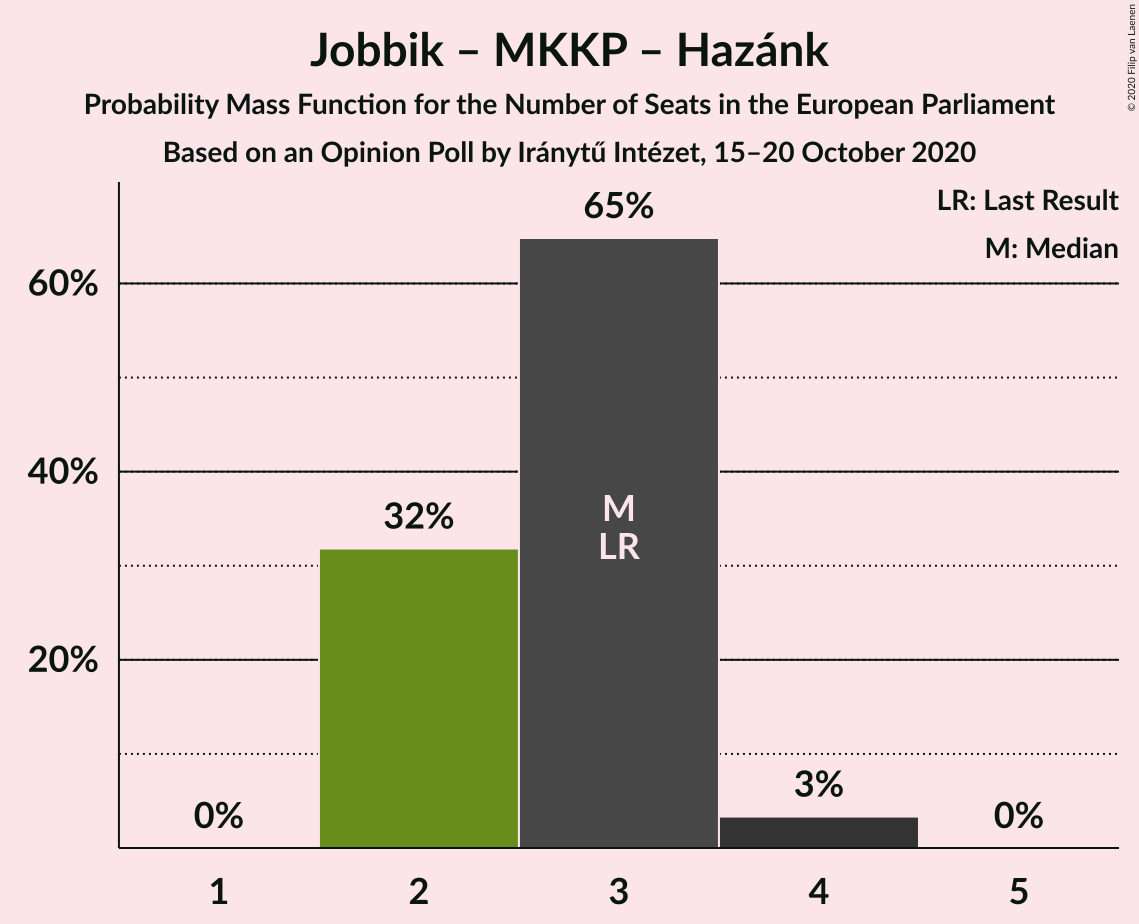 Jobbik – MKKP – Hazánk
Probability Mass Function for the Number of Seats in the European Parliament
Based on an Opinion Poll by Iránytű Intézet, 15–20 October 2020
© 2020 Filip van Laenen
LR: Last Result
M: Median
60%
40%
20%
0%
32%
65%
M
LR
3%
0%
1
2
3
4
5